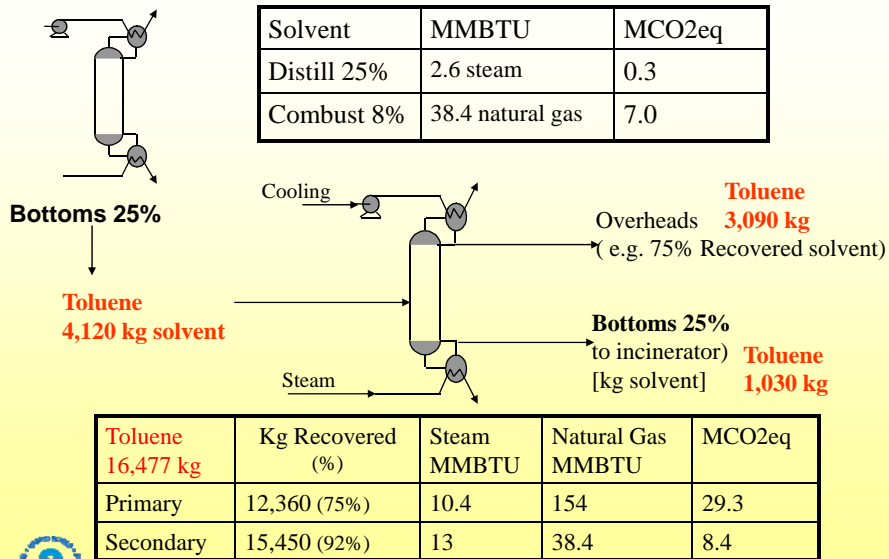 Solvent MMBTU MCO2eq
Distill 25% 2.6 steam 0.3
Combust 8% 38.4 natural gas 7.0
Bottoms 25%
Toluene
4,120 kg solvent
Cooling
Steam
Overheads
( e.g. 75% Recovered solvent)
Toluene
3,090 kg
Bottoms 25%
to incinerator)
[kg solvent]
Toluene
1,030 kg
Toluene Kg Recovered Steam Natural Gas MCO2eq
16,477 kg (%) MMBTU MMBTU
Primary 12,360 (75%) 10.4 154 29.3
Secondary 15,450 (92%) 13 38.4 8.4